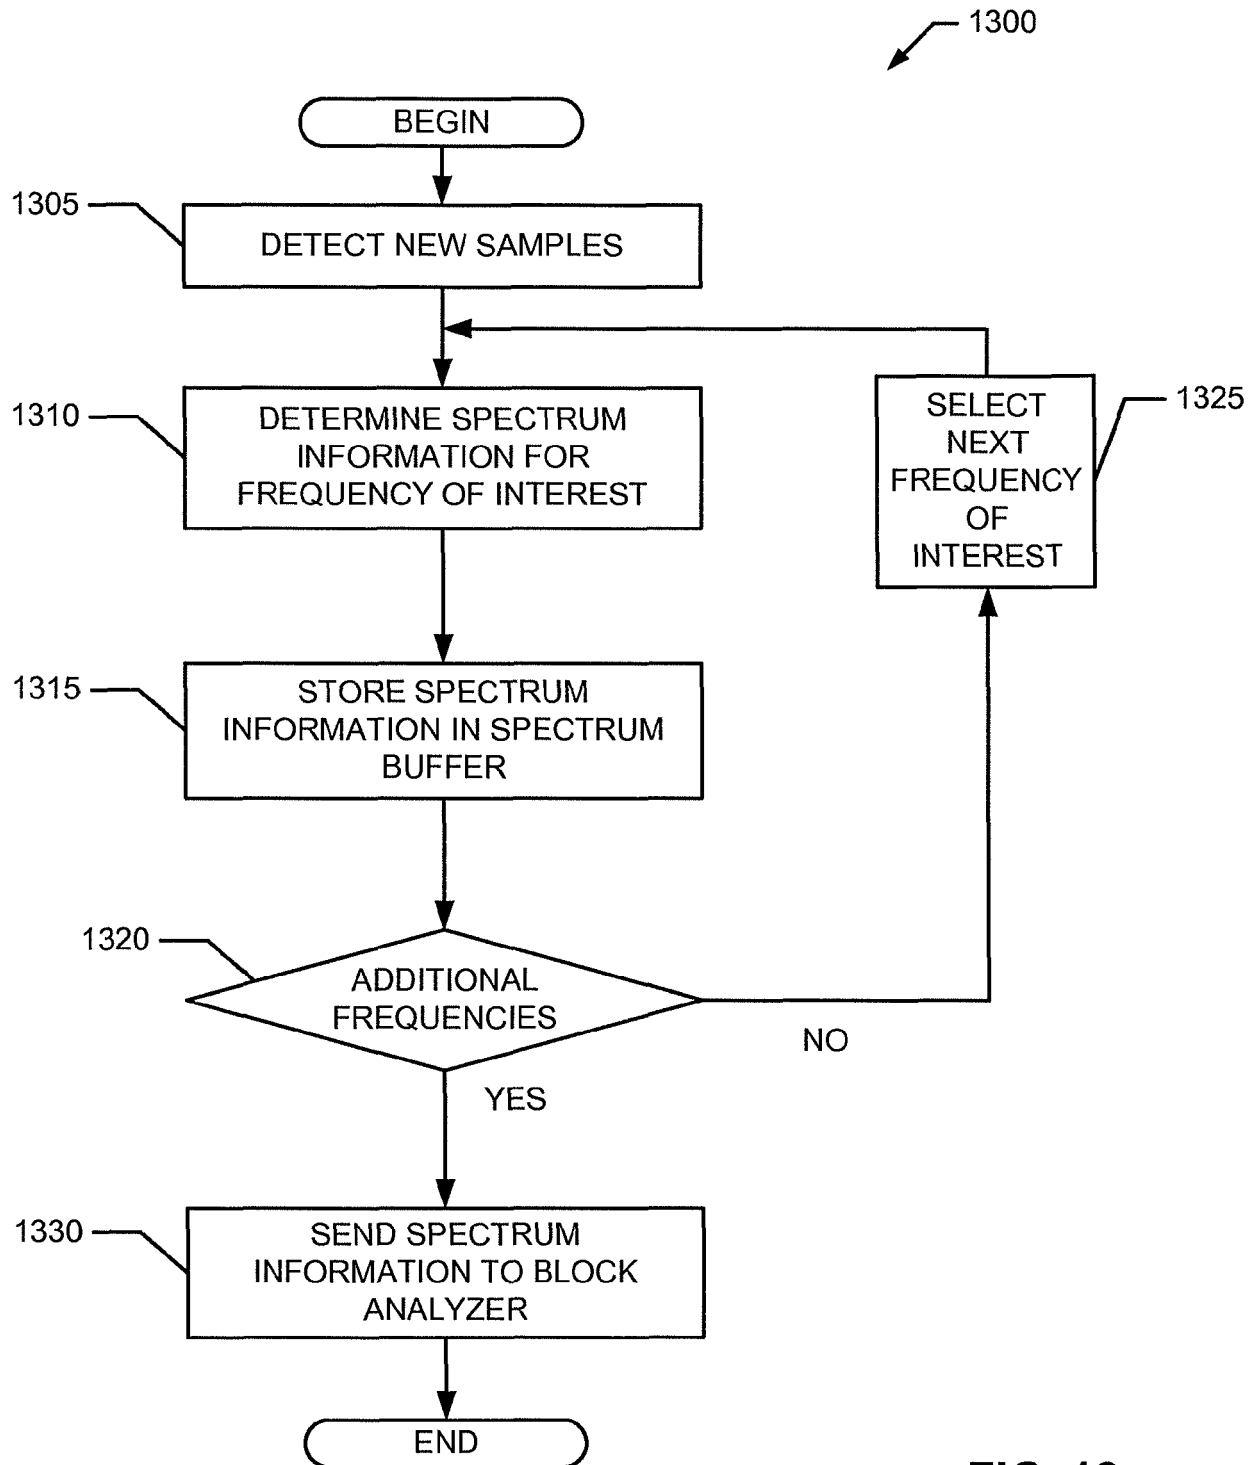 1300
BEGIN
1305
DETECT NEW SAMPLES
1310
DETERMINE SPECTRUM
INFORMATION FOR
FREQUENCY OF INTEREST
1325
SELECT
NEXT
FREQUENCY
OF
INTEREST
1315
STORE SPECTRUM
INFORMATION IN SPECTRUM
BUFFER
1320
ADDITIONAL
FREQUENCIES
NO
YES
1330
SEND SPECTRUM
INFORMATION TO BLOCK
ANALYZER
END